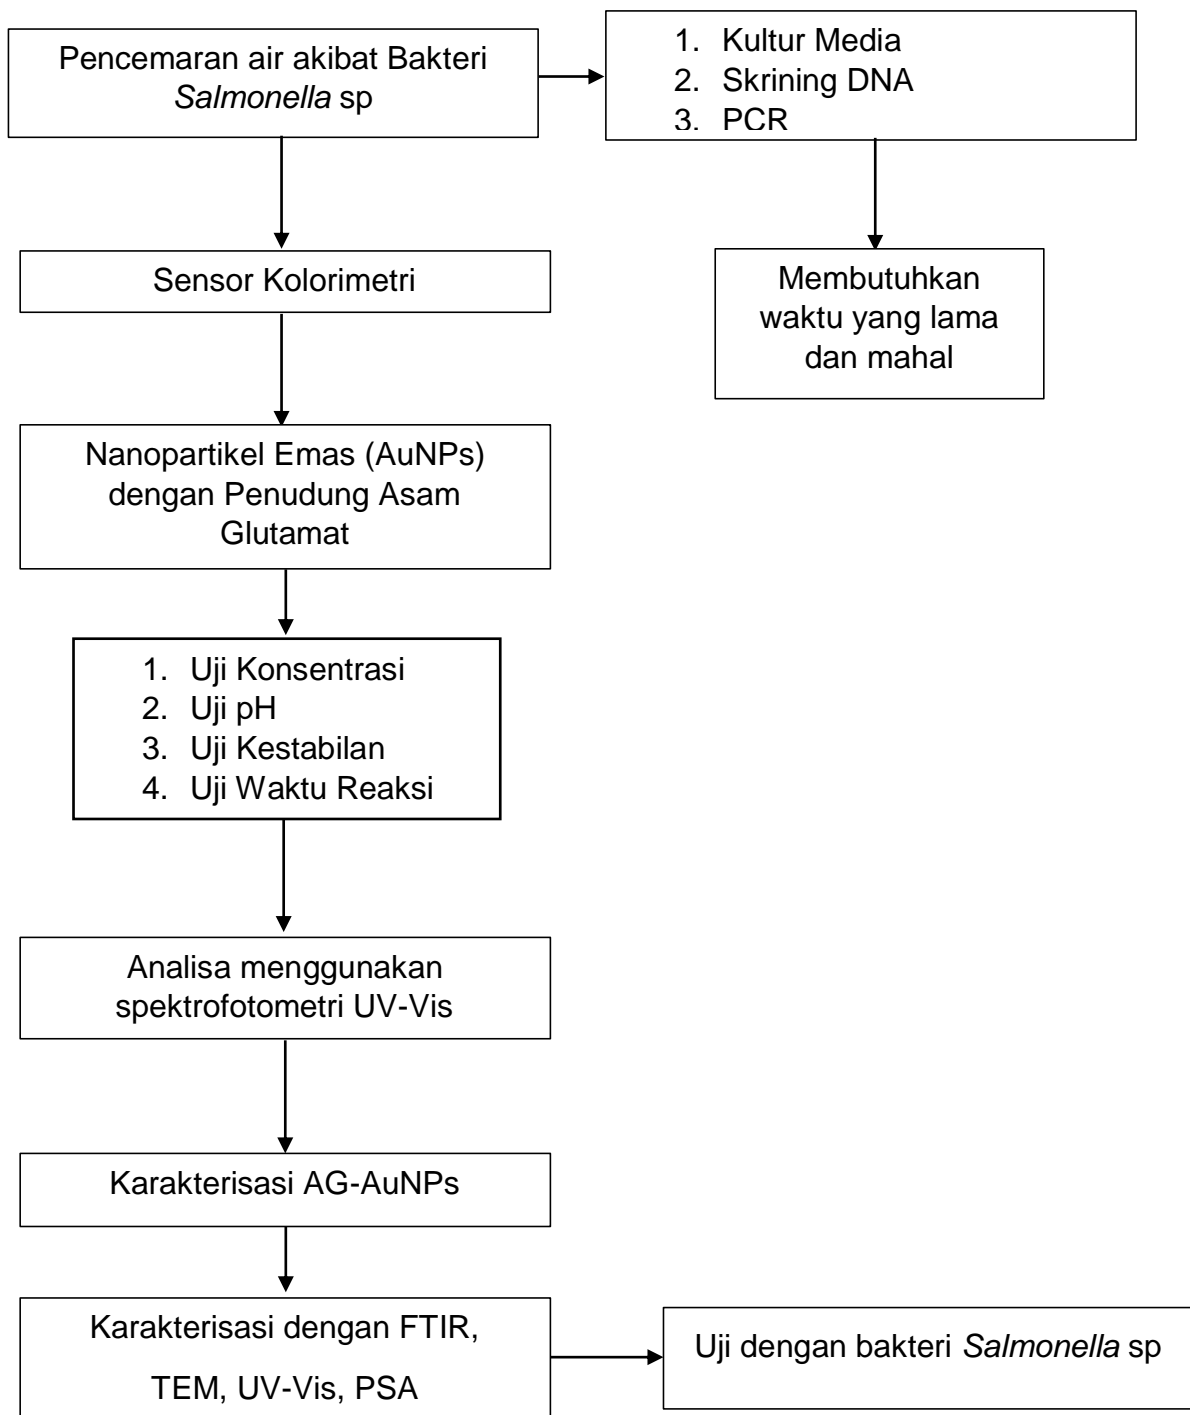 Pencemaran air akibat Bakteri
Salmonella sp
1. Kultur Media
2. Skrining DNA
3. PCR
Sensor Kolorimetri
Membutuhkan
waktu yang lama
dan mahal
Nanopartikel Emas (AuNPs)
dengan Penudung Asam
Glutamat
1. Uji Konsentrasi
2. Uji pH
3. Uji Kestabilan
4. Uji Waktu Reaksi
Analisa menggunakan
spektrofotometri UV-Vis
Karakterisasi AG-AuNPs
Karakterisasi dengan FTIR,
TEM, UV-Vis, PSA
Uji dengan bakteri Salmonella sp